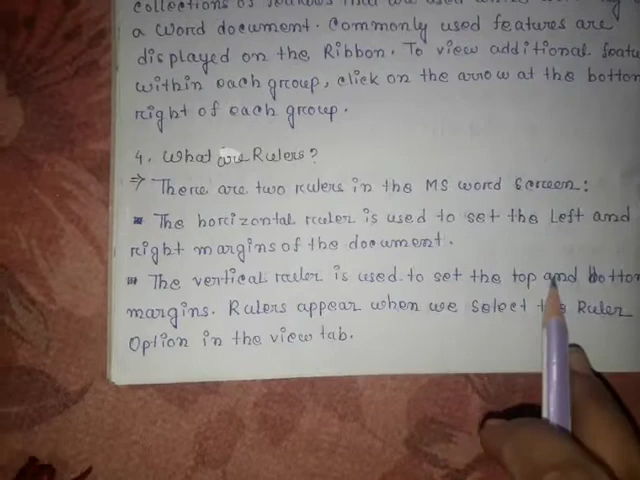 collections of
a word document. Commonly used features are
displayed on the Ribbon. To view additional featu
within each group, click on the arrow at the bottom
right of each group.
4. What are Rulers?
⇒ There are two rulers in the MS word Screen:
▪ The horizontal ruler is used to set the Left and
right margins of the document.
▪ The vertical ruler is used to set the top and botton
margins. Rulers appear when we select the Ruler
Option in the view tab.